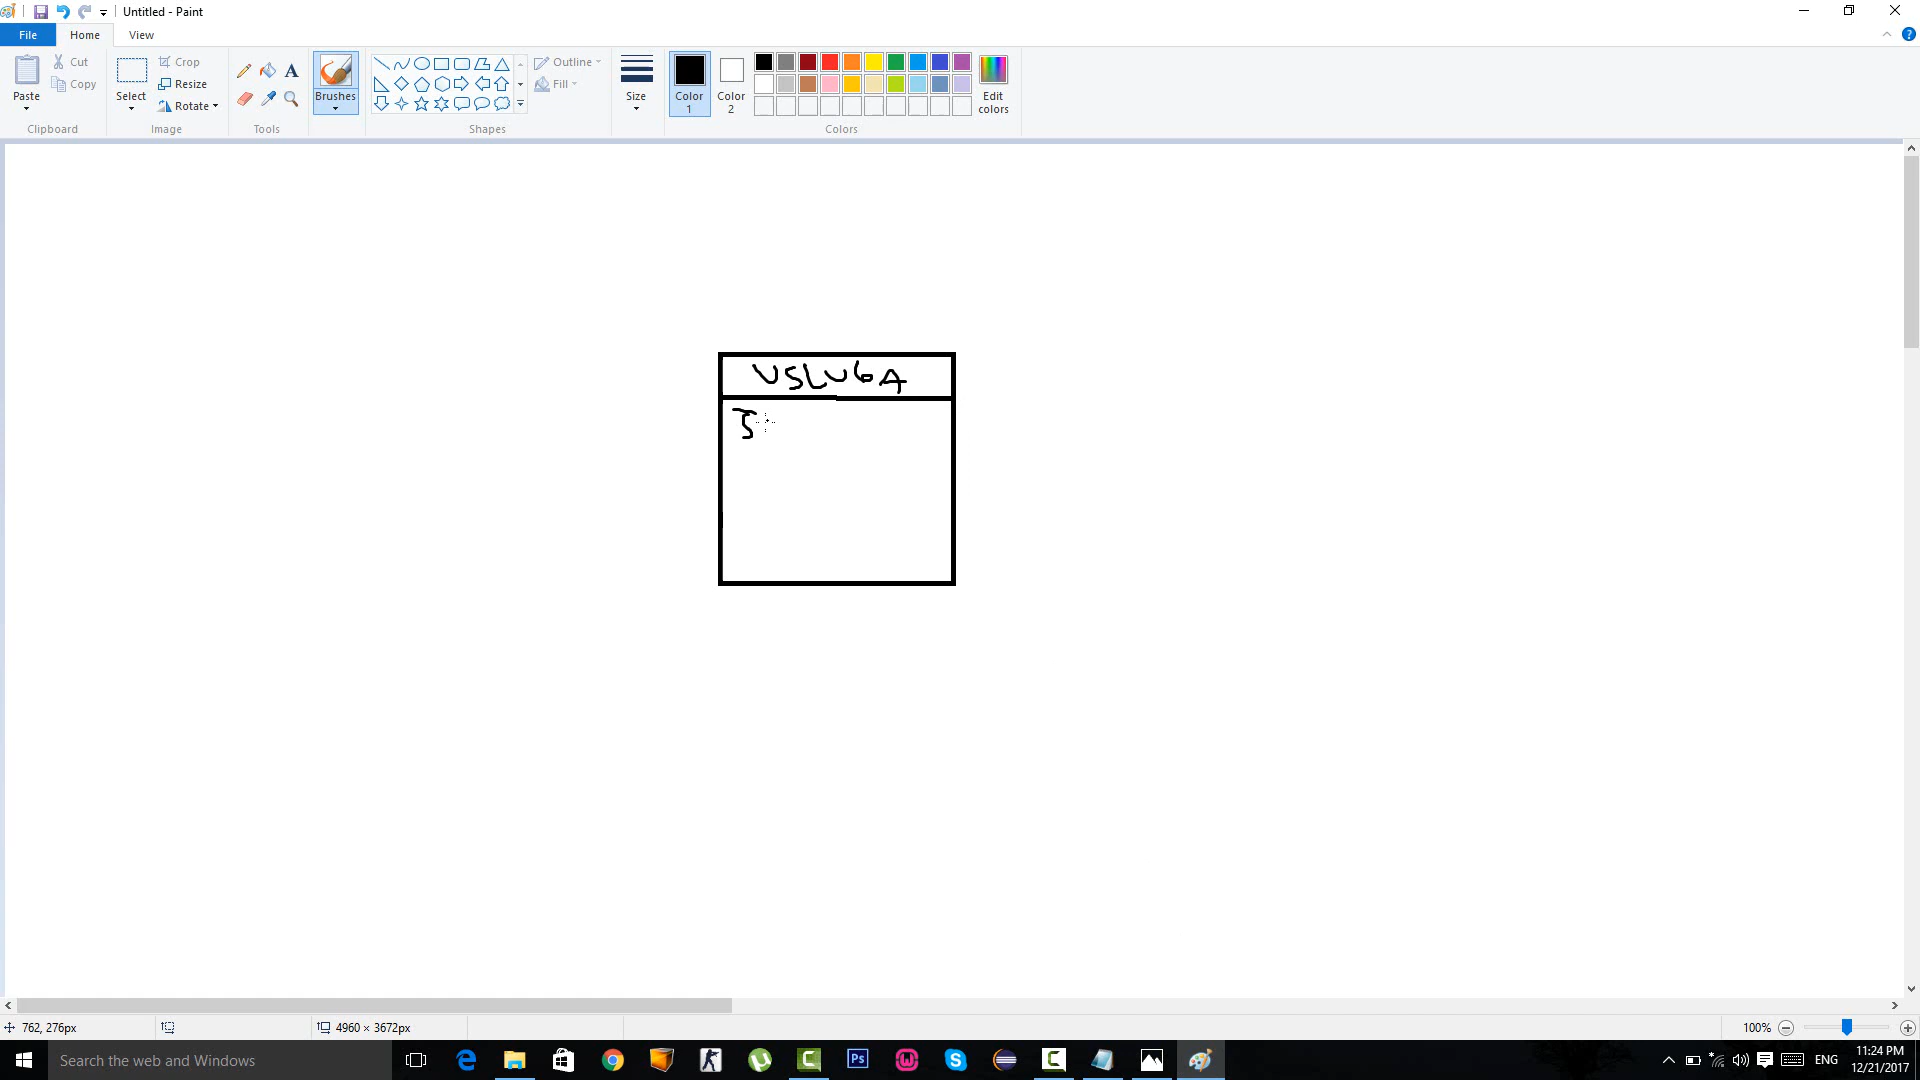 Untitled - Paint
File Home View
Paste
Cut
Copy
Clipboard
Select
Crop
Resize
Rotate
Image
Tools
Brushes
Shapes
Outline
Fill
Size
Color 1
Color 2
Edit colors
Colors
USLUGA
762, 276px
4960 × 3672px
100%
Search the web and Windows
Ps
ENG
11:24 PM
12/21/2017